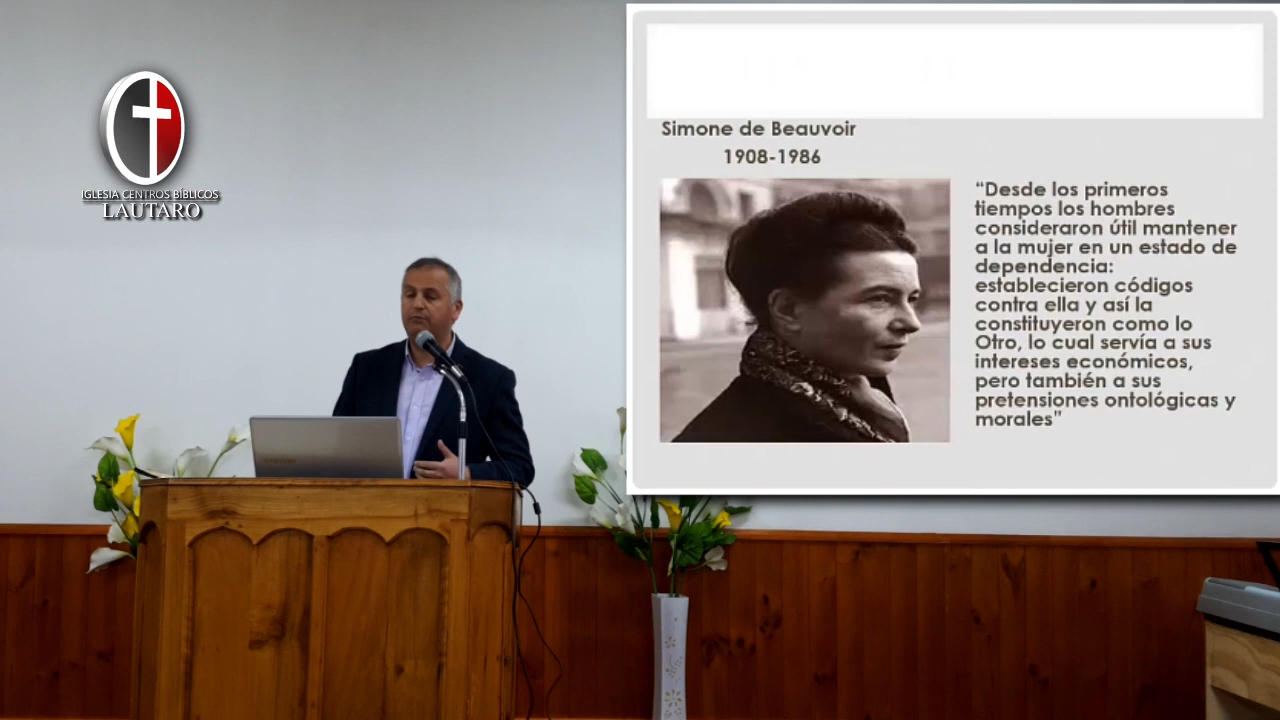 IGLESIA CENTROS BÍBLICOS
LAUTARO
Simone de Beauvoir
1908-1986
“Desde los primeros
tiempos los hombres
consideraron útil mantener
a la mujer en un estado de
dependencia:
establecieron códigos
contra ella y así la
constituyeron como lo
Otro, lo cual servía a sus
intereses económicos,
pero también a sus
pretensiones ontológicas y
morales”